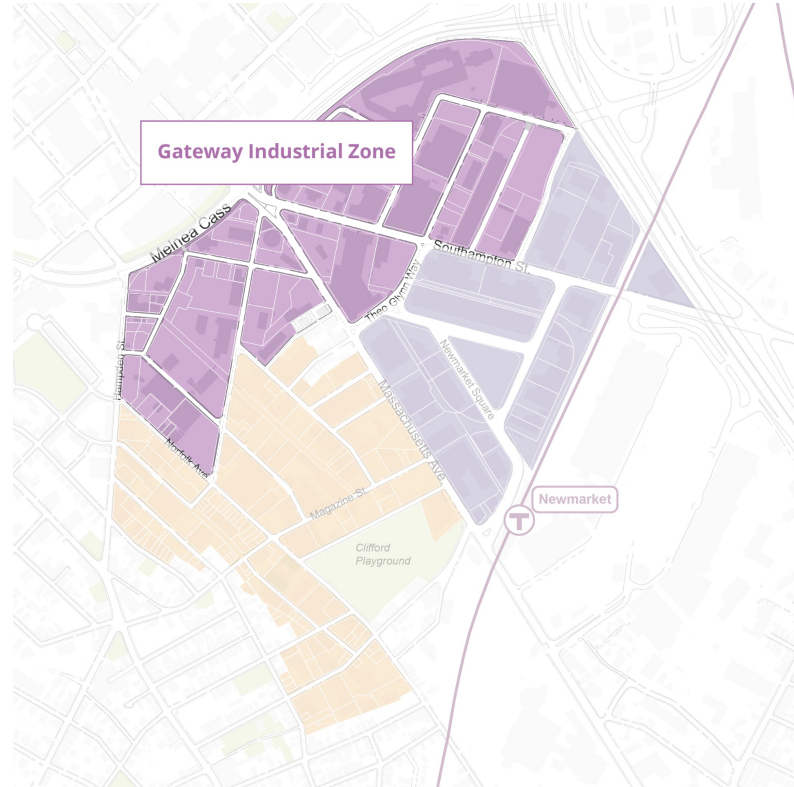 Gateway Industrial Zone
Melnea Cass
Southampton St.
Theo Glynn Way
Hampden St.
Newmarket Square
Massachusetts Ave
Norfolk Ave
Magazine St.
T
Newmarket
Clifford
Playground